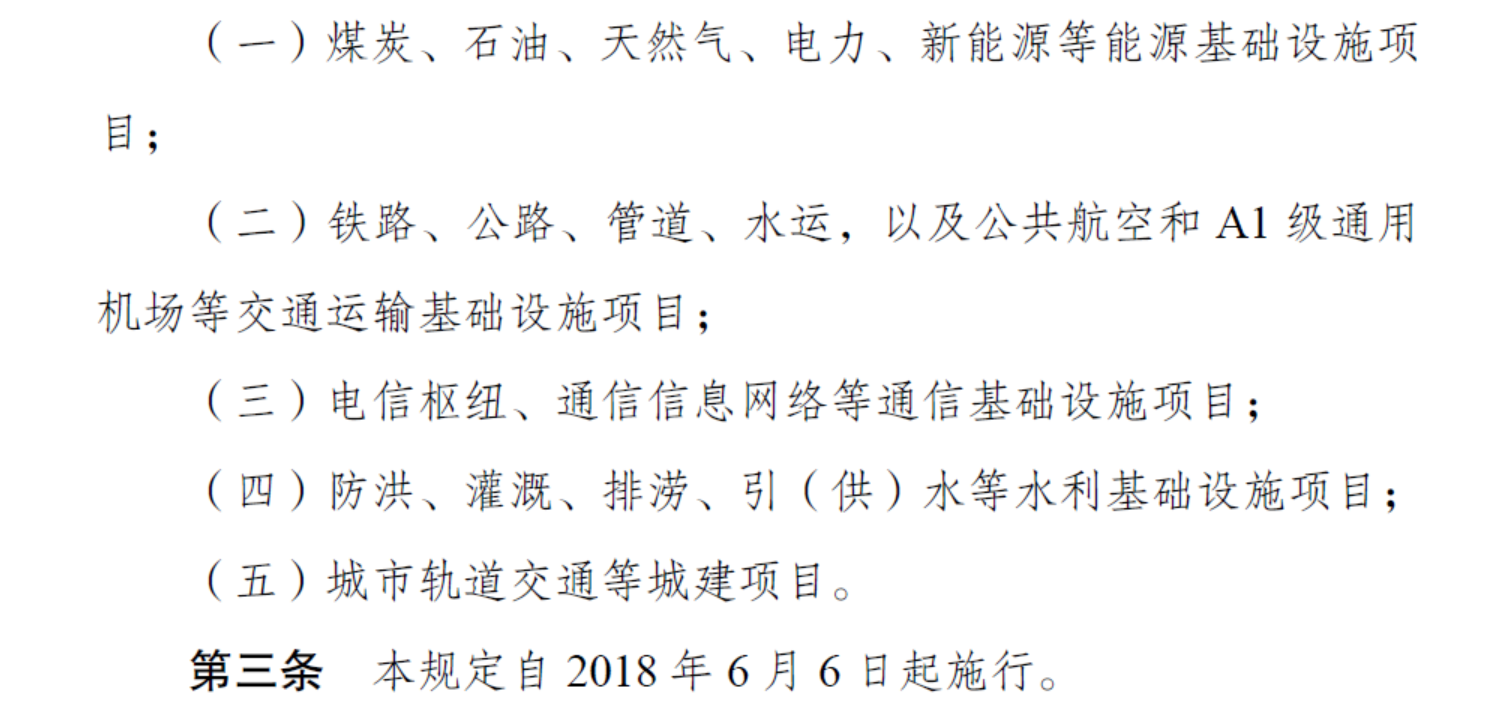 （一）煤炭、石油、天然气、电力、新能源等能源基础设施项
目；
（二）铁路、公路、管道、水运，以及公共航空和 A1 级通用
机场等交通运输基础设施项目；
（三）电信枢纽、通信信息网络等通信基础设施项目；
（四）防洪、灌溉、排涝、引（供）水等水利基础设施项目；
（五）城市轨道交通等城建项目。
第三条　本规定自 2018 年 6 月 6 日起施行。